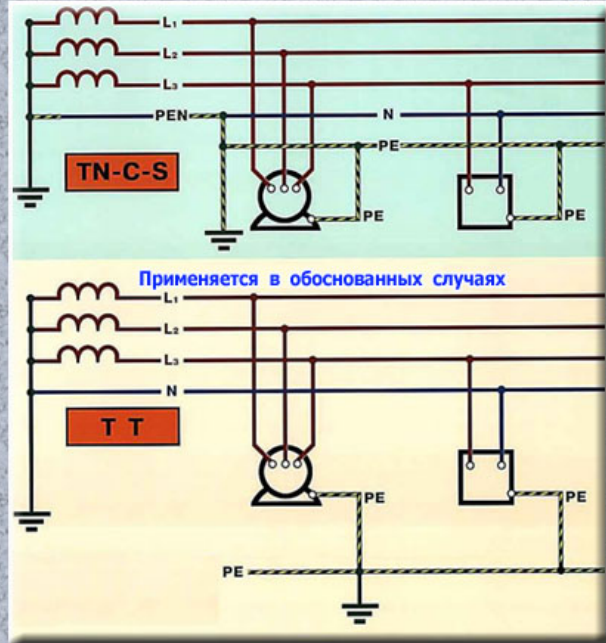 L₁
L₂
L₃
PEN N
PE
TN-C-S
PE PE
Применяется в обоснованных случаях
L₁
L₂
L₃
N
T T
PE PE
PE